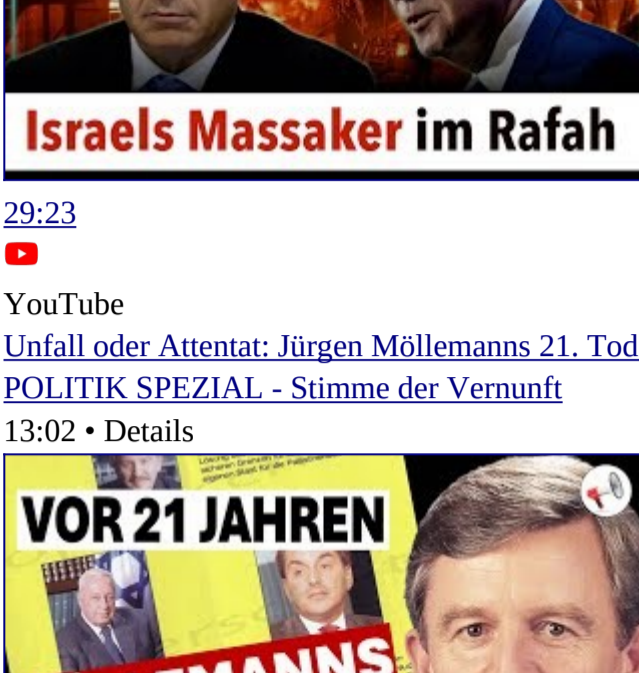 Israels Massaker im Rafah
29:23
YouTube
Unfall oder Attentat: Jürgen Möllemanns 21. Tod
POLITIK SPEZIAL - Stimme der Vernunft
13:02 • Details
VOR 21 JAHREN